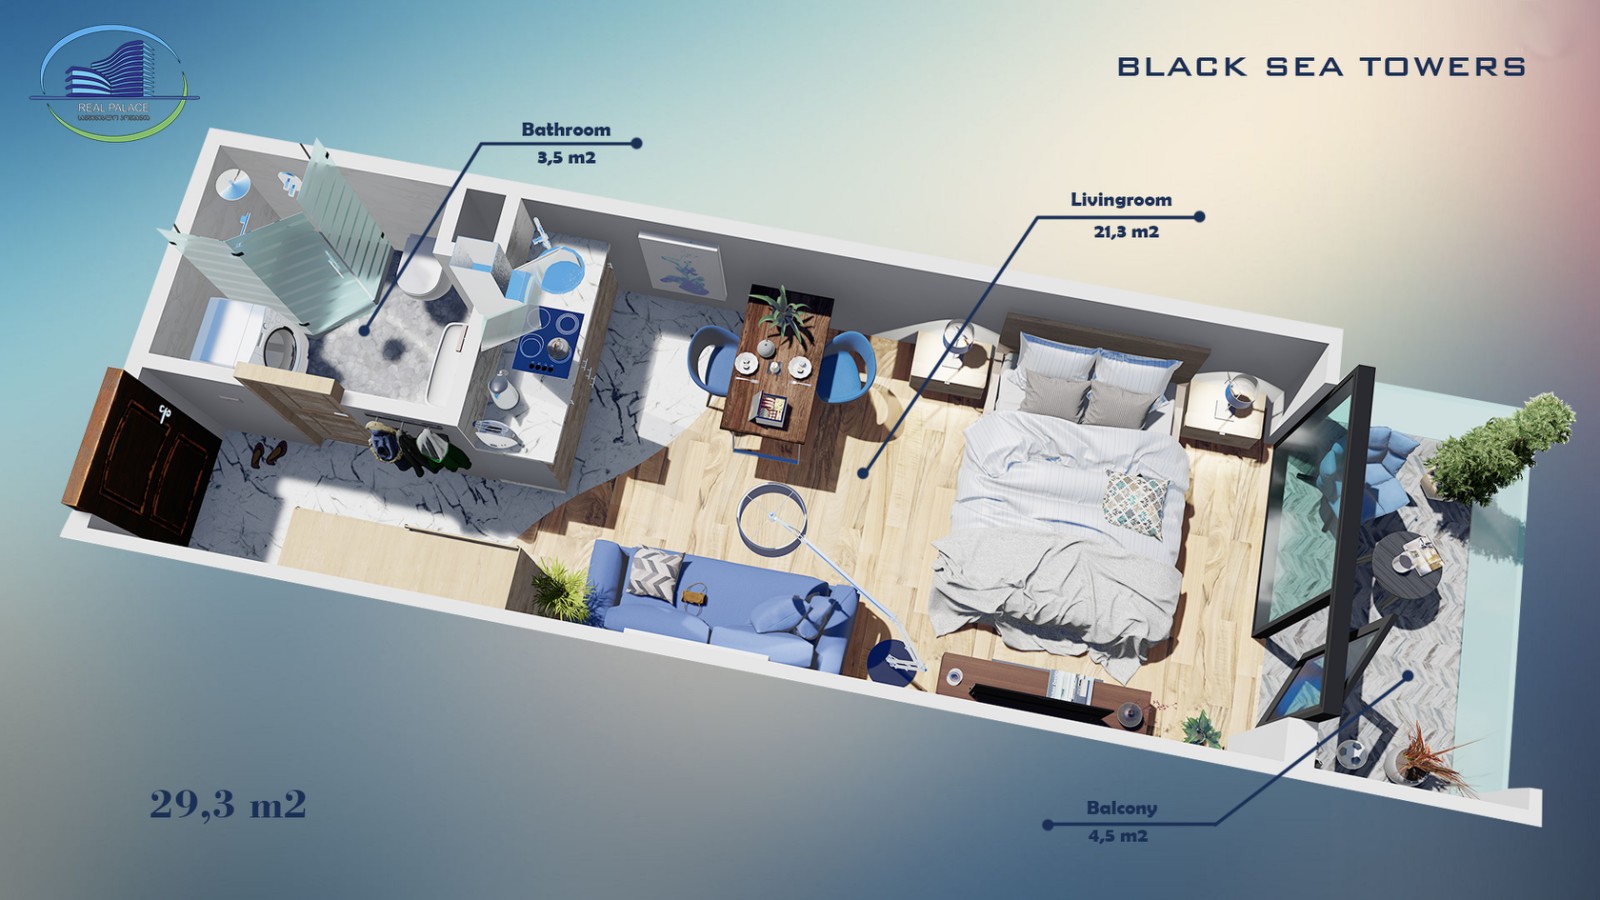 REAL PALACE
BLACK SEA TOWERS
Bathroom
3,5 m2
Livingroom
21,3 m2
29,3 m2
Balcony
4,5 m2